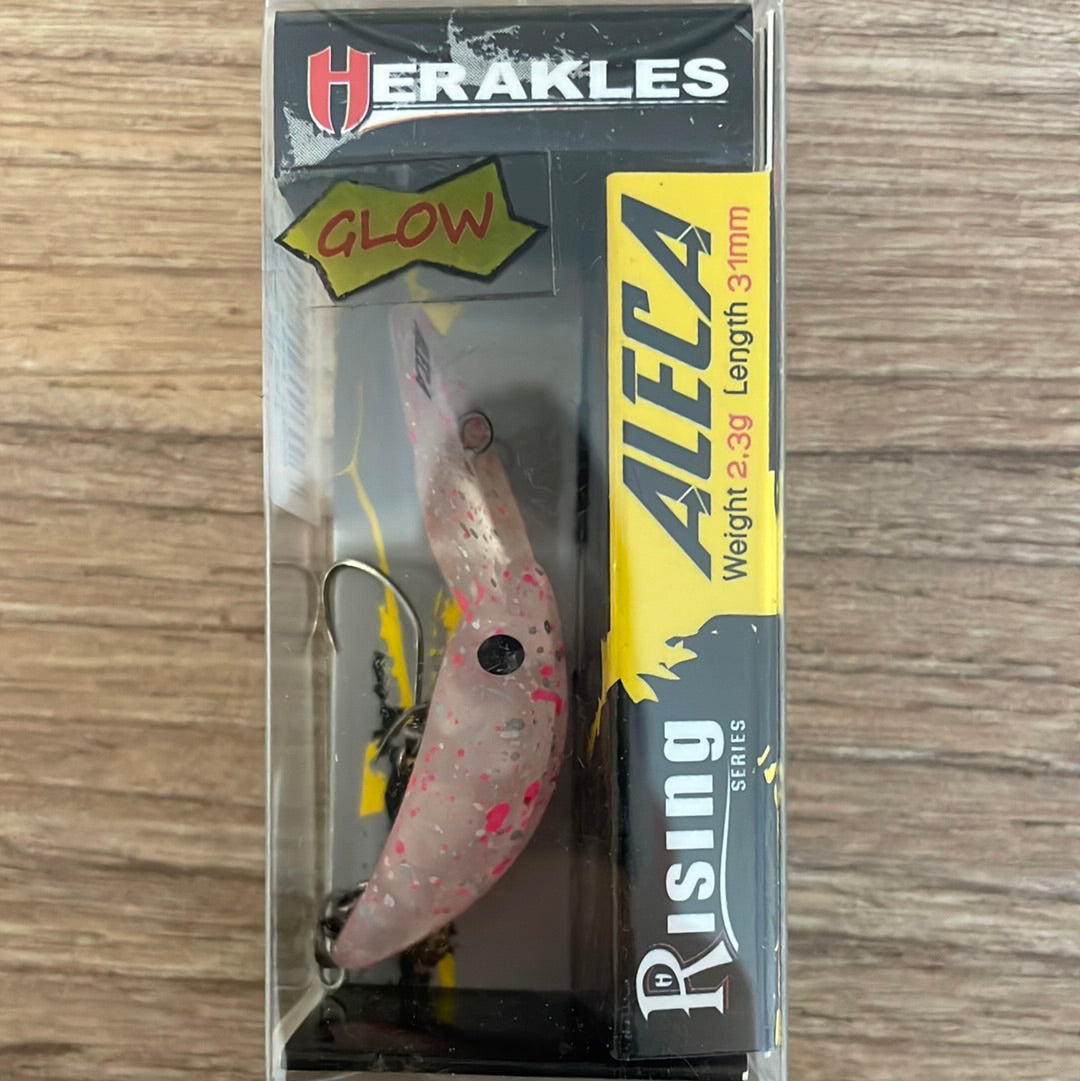 HERAKLES
GLOW
ALECA
Weight 2,3g Length 31mm
Rising
SERIES